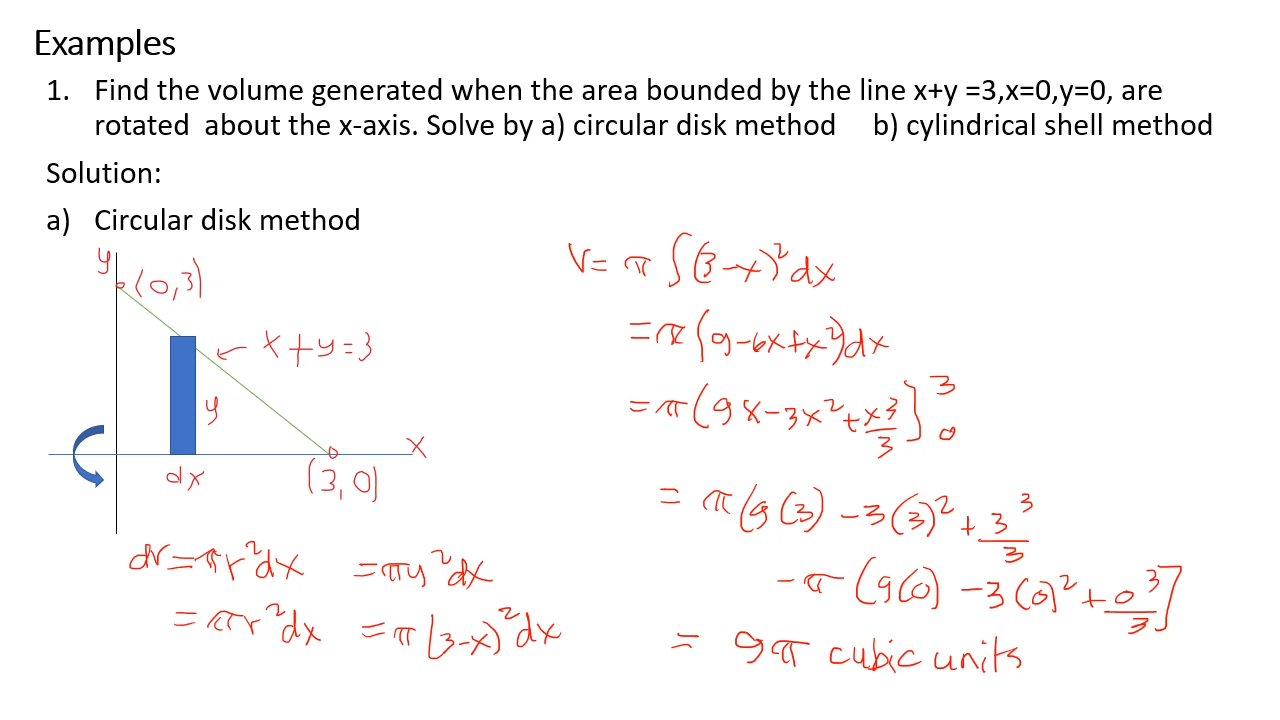 Examples
1. Find the volume generated when the area bounded by the line x+y =3,x=0,y=0, are
rotated about the x-axis. Solve by a) circular disk method b) cylindrical shell method
Solution:
a) Circular disk method
y
(0,3)
x+y=3
y
x
dx
(3,0)
dv=πr²dx =πy²dx
=πr²dx =π(3-x)²dx
V= π∫(3-x)²dx
=π∫(9-6x+x²)dx
=π(9x-3x²+x³/3]₀³
= π(9(3)-3(3)²+3³/3
-π(9(0)-3(0)²+0³/3]
= 9π cubic units